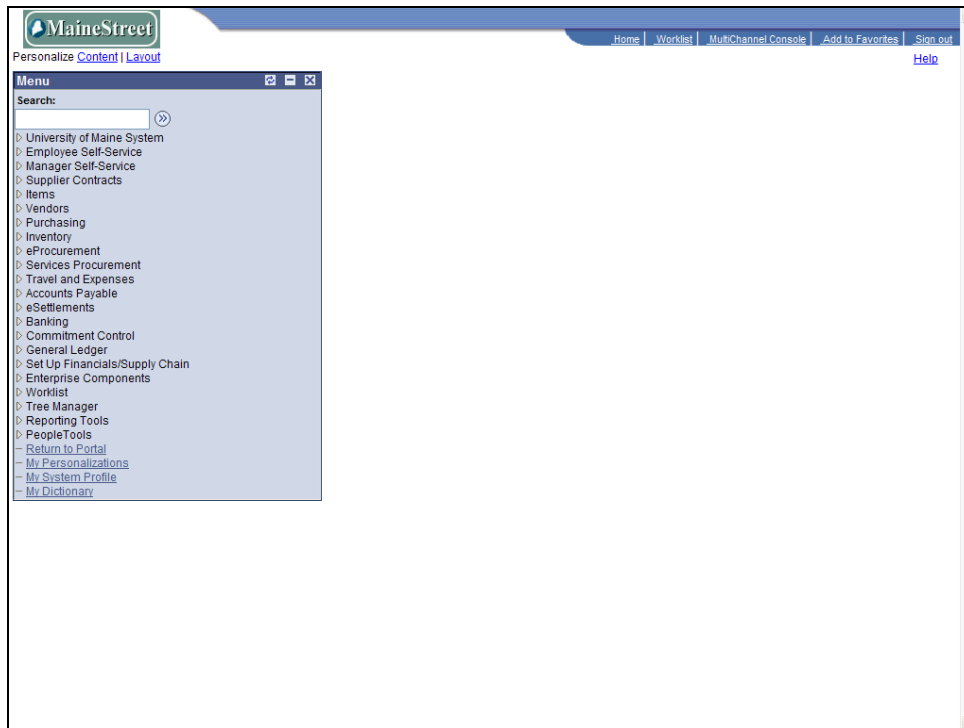 MaineStreet
Home Worklist MultiChannel Console Add to Favorites Sign out
Personalize Content | Layout
Help
Menu
Search:
University of Maine System
Employee Self-Service
Manager Self-Service
Supplier Contracts
Items
Vendors
Purchasing
Inventory
eProcurement
Services Procurement
Travel and Expenses
Accounts Payable
eSettlements
Banking
Commitment Control
General Ledger
Set Up Financials/Supply Chain
Enterprise Components
Worklist
Tree Manager
Reporting Tools
PeopleTools
Return to Portal
My Personalizations
My System Profile
My Dictionary